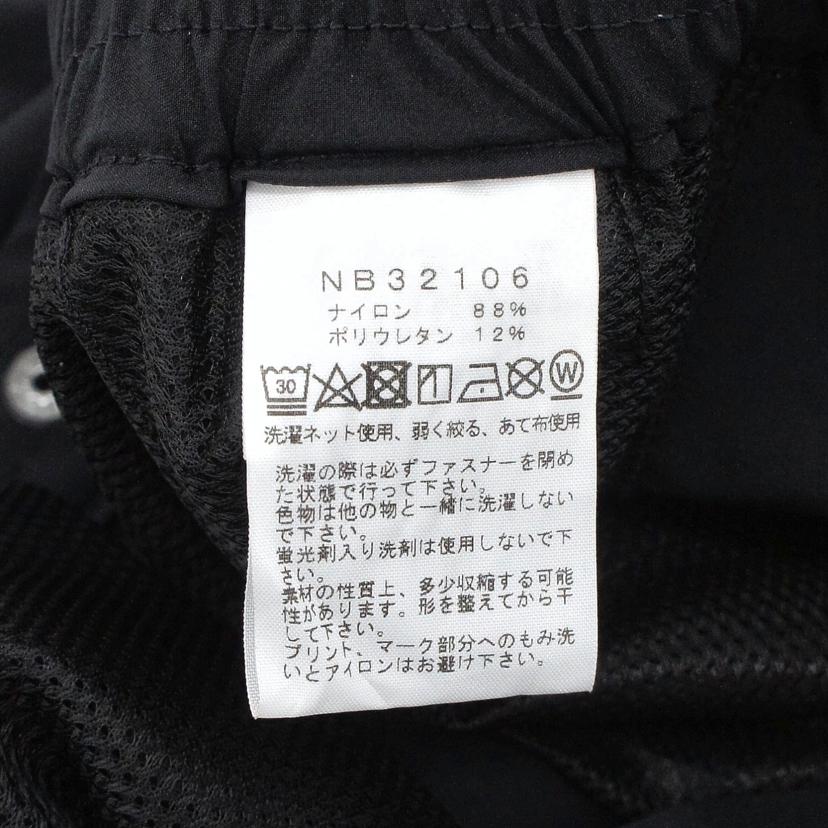 NB32106
ナイロン 88%
ポリウレタン 12%
30 W
洗濯ネット使用、弱く絞る、あて布使用
洗濯の際は必ずファスナーを閉め
た状態で行って下さい。
色物は他の物と一緒に洗濯しない
で下さい。
蛍光剤入り洗剤は使用しないで下
さい。
素材の性質上、多少収縮する可能
性があります。形を整えてから干
して下さい。
プリント、マーク部分へのもみ洗
いとアイロンはお避け下さい。